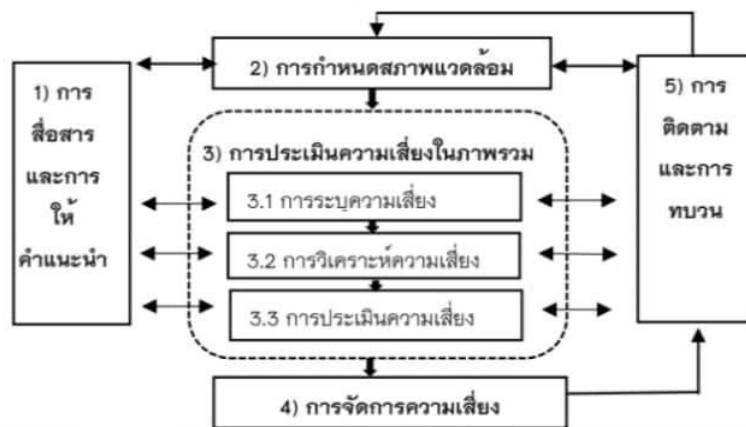 1) การ
สื่อสาร
และการ
ให้
คำแนะนำ
2) การกำหนดสภาพแวดล้อม
3) การประเมินความเสี่ยงในภาพรวม
3.1 การระบุความเสี่ยง
3.2 การวิเคราะห์ความเสี่ยง
3.3 การประเมินความเสี่ยง
4) การจัดการความเสี่ยง
5) การ
ติดตาม
และการ
ทบวน